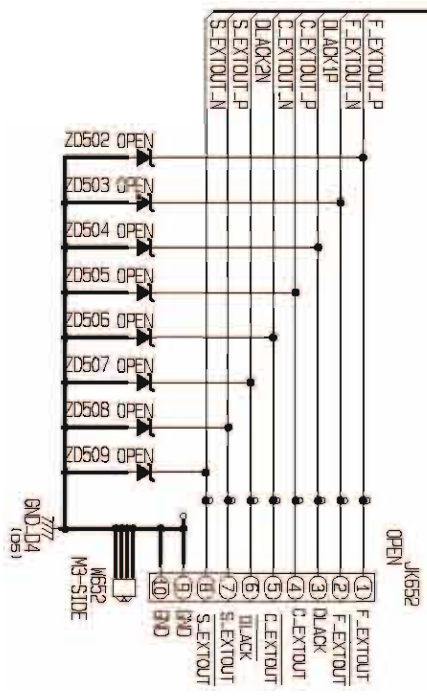 S_EXTOUT_N
S_EXTOUT_P
DLACK2N
C_EXTOUT_N
C_EXTOUT_P
DLACK1P
F_EXTOUT_N
F_EXTOUT_P
ZD502 OPEN
ZD503 OPEN
ZD504 OPEN
ZD505 OPEN
ZD506 OPEN
ZD507 OPEN
ZD508 OPEN
ZD509 OPEN
GND_D4
(D5)
W652
M3-SIDE
JK552
OPEN
10 9 8 7 6 5 4 3 2 1
GND
GND
S_EXTOUT
S_EXTOUT
DLACK
C_EXTOUT
C_EXTOUT
DLACK
F_EXTOUT
F_EXTOUT